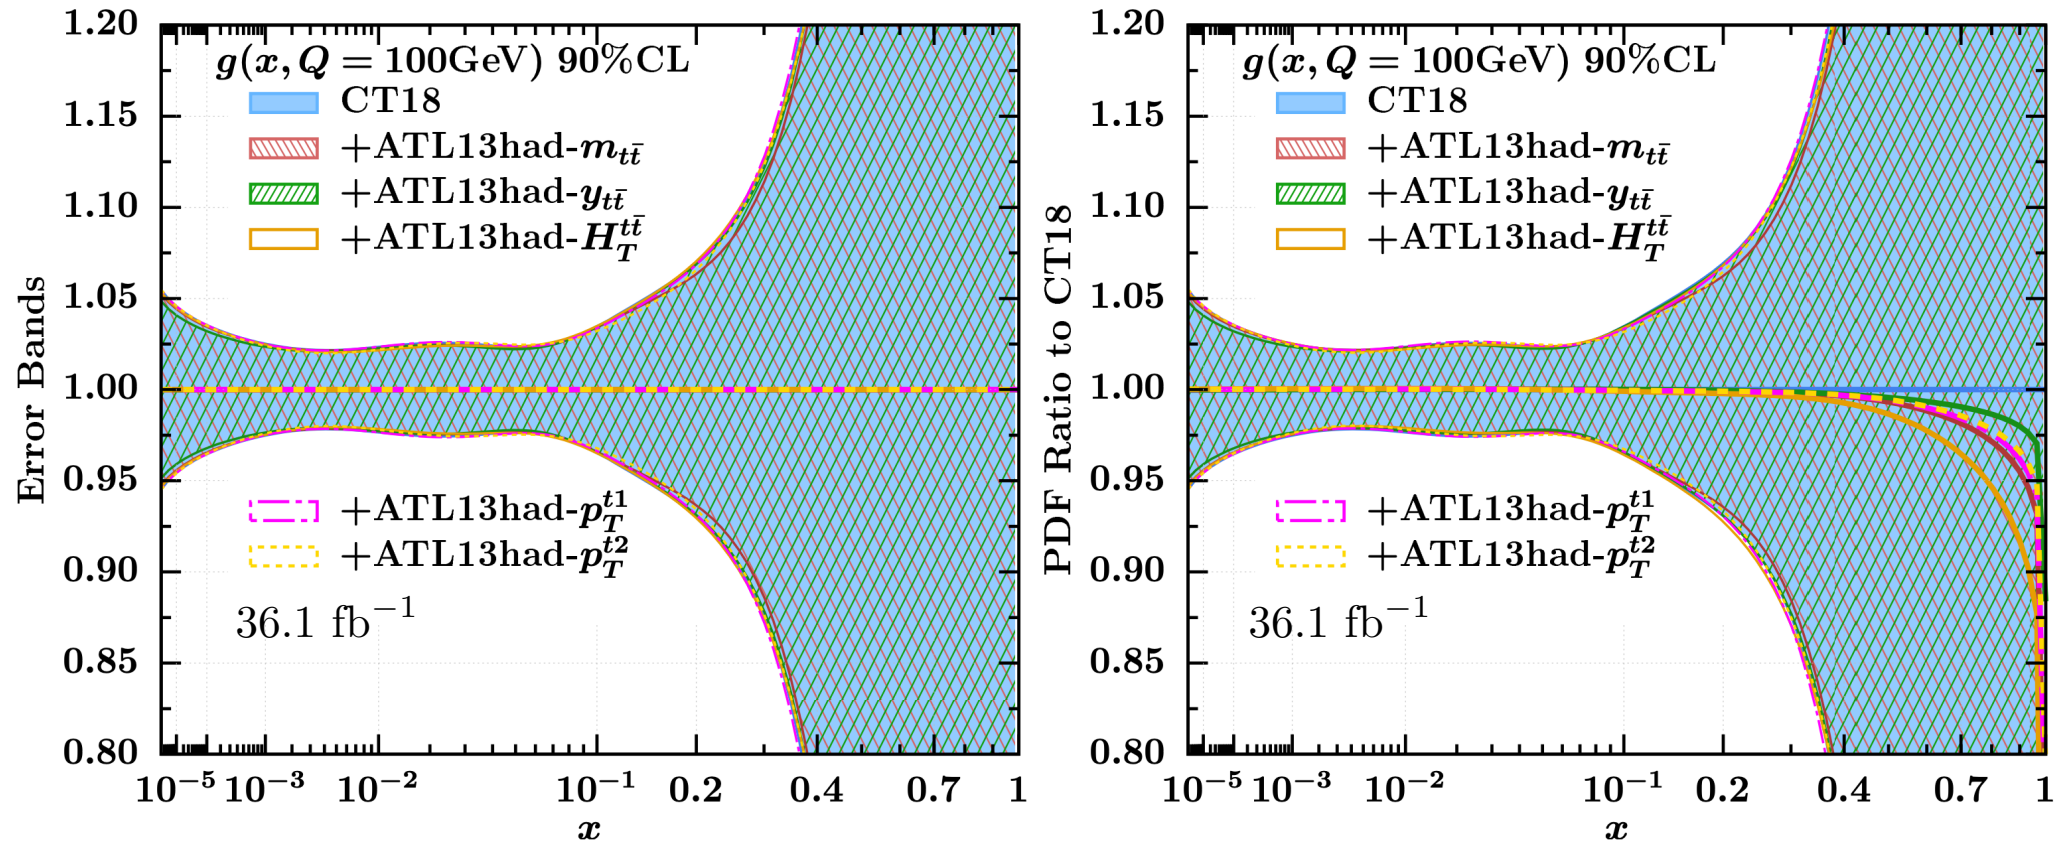 g(x, Q = 100GeV) 90%CL
CT18
+ATL13had-m_{tt̄}
+ATL13had-y_{tt̄}
+ATL13had-H_T^{tt̄}
+ATL13had-p_T^{t1}
+ATL13had-p_T^{t2}
36.1 fb⁻¹
Error Bands
1.20
1.15
1.10
1.05
1.00
0.95
0.90
0.85
0.80
10⁻⁵ 10⁻³ 10⁻² 10⁻¹ 0.2 0.4 0.7 1
x
g(x, Q = 100GeV) 90%CL
CT18
+ATL13had-m_{tt̄}
+ATL13had-y_{tt̄}
+ATL13had-H_T^{tt̄}
+ATL13had-p_T^{t1}
+ATL13had-p_T^{t2}
36.1 fb⁻¹
PDF Ratio to CT18
1.20
1.15
1.10
1.05
1.00
0.95
0.90
0.85
0.80
10⁻⁵ 10⁻³ 10⁻² 10⁻¹ 0.2 0.4 0.7 1
x